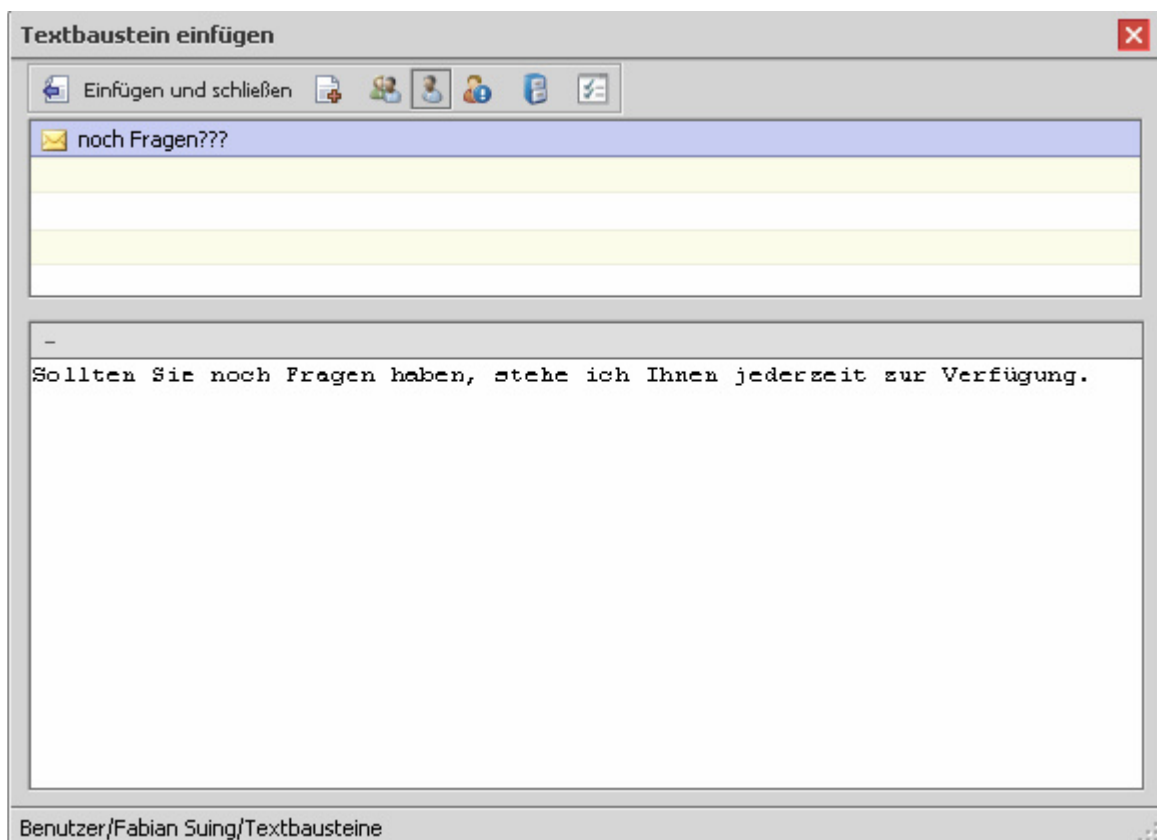 Textbaustein einfügen
Einfügen und schließen
noch Fragen???
–
Sollten Sie noch Fragen haben, stehe ich Ihnen jederzeit zur Verfügung.
Benutzer/Fabian Suing/Textbausteine